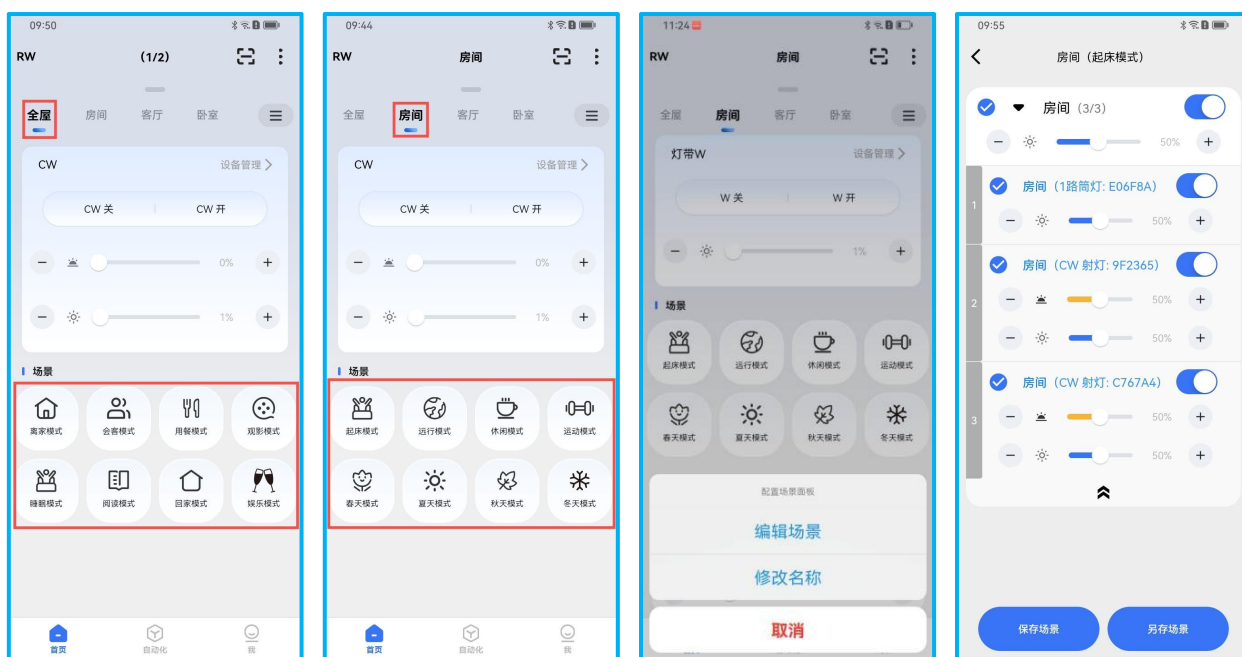 09:50
RW (1/2)
全屋 房间 客厅 卧室
CW 设备管理
CW 关 CW 开
0%
1%
场景
离家模式 会客模式 用餐模式 观影模式
睡眠模式 阅读模式 回家模式 娱乐模式
首页 自动化 我
09:44
RW 房间
全屋 房间 客厅 卧室
CW 设备管理
CW 关 CW 开
0%
1%
场景
起床模式 远行模式 休闲模式 运动模式
春天模式 夏天模式 秋天模式 冬天模式
首页 自动化 我
11:24
RW 房间
全屋 房间 客厅 卧室
灯带W 设备管理
W 关 W 开
1%
场景
起床模式 远行模式 休闲模式 运动模式
春天模式 夏天模式 秋天模式 冬天模式
配置场景面板
编辑场景
修改名称
取消
09:55
房间（起床模式）
房间 (3/3)
50%
1 房间（1路筒灯: E06F8A）
50%
房间（CW 射灯: 9F2365）
2 50%
50%
房间（CW 射灯: C767A4）
3 50%
50%
保存场景 另存场景